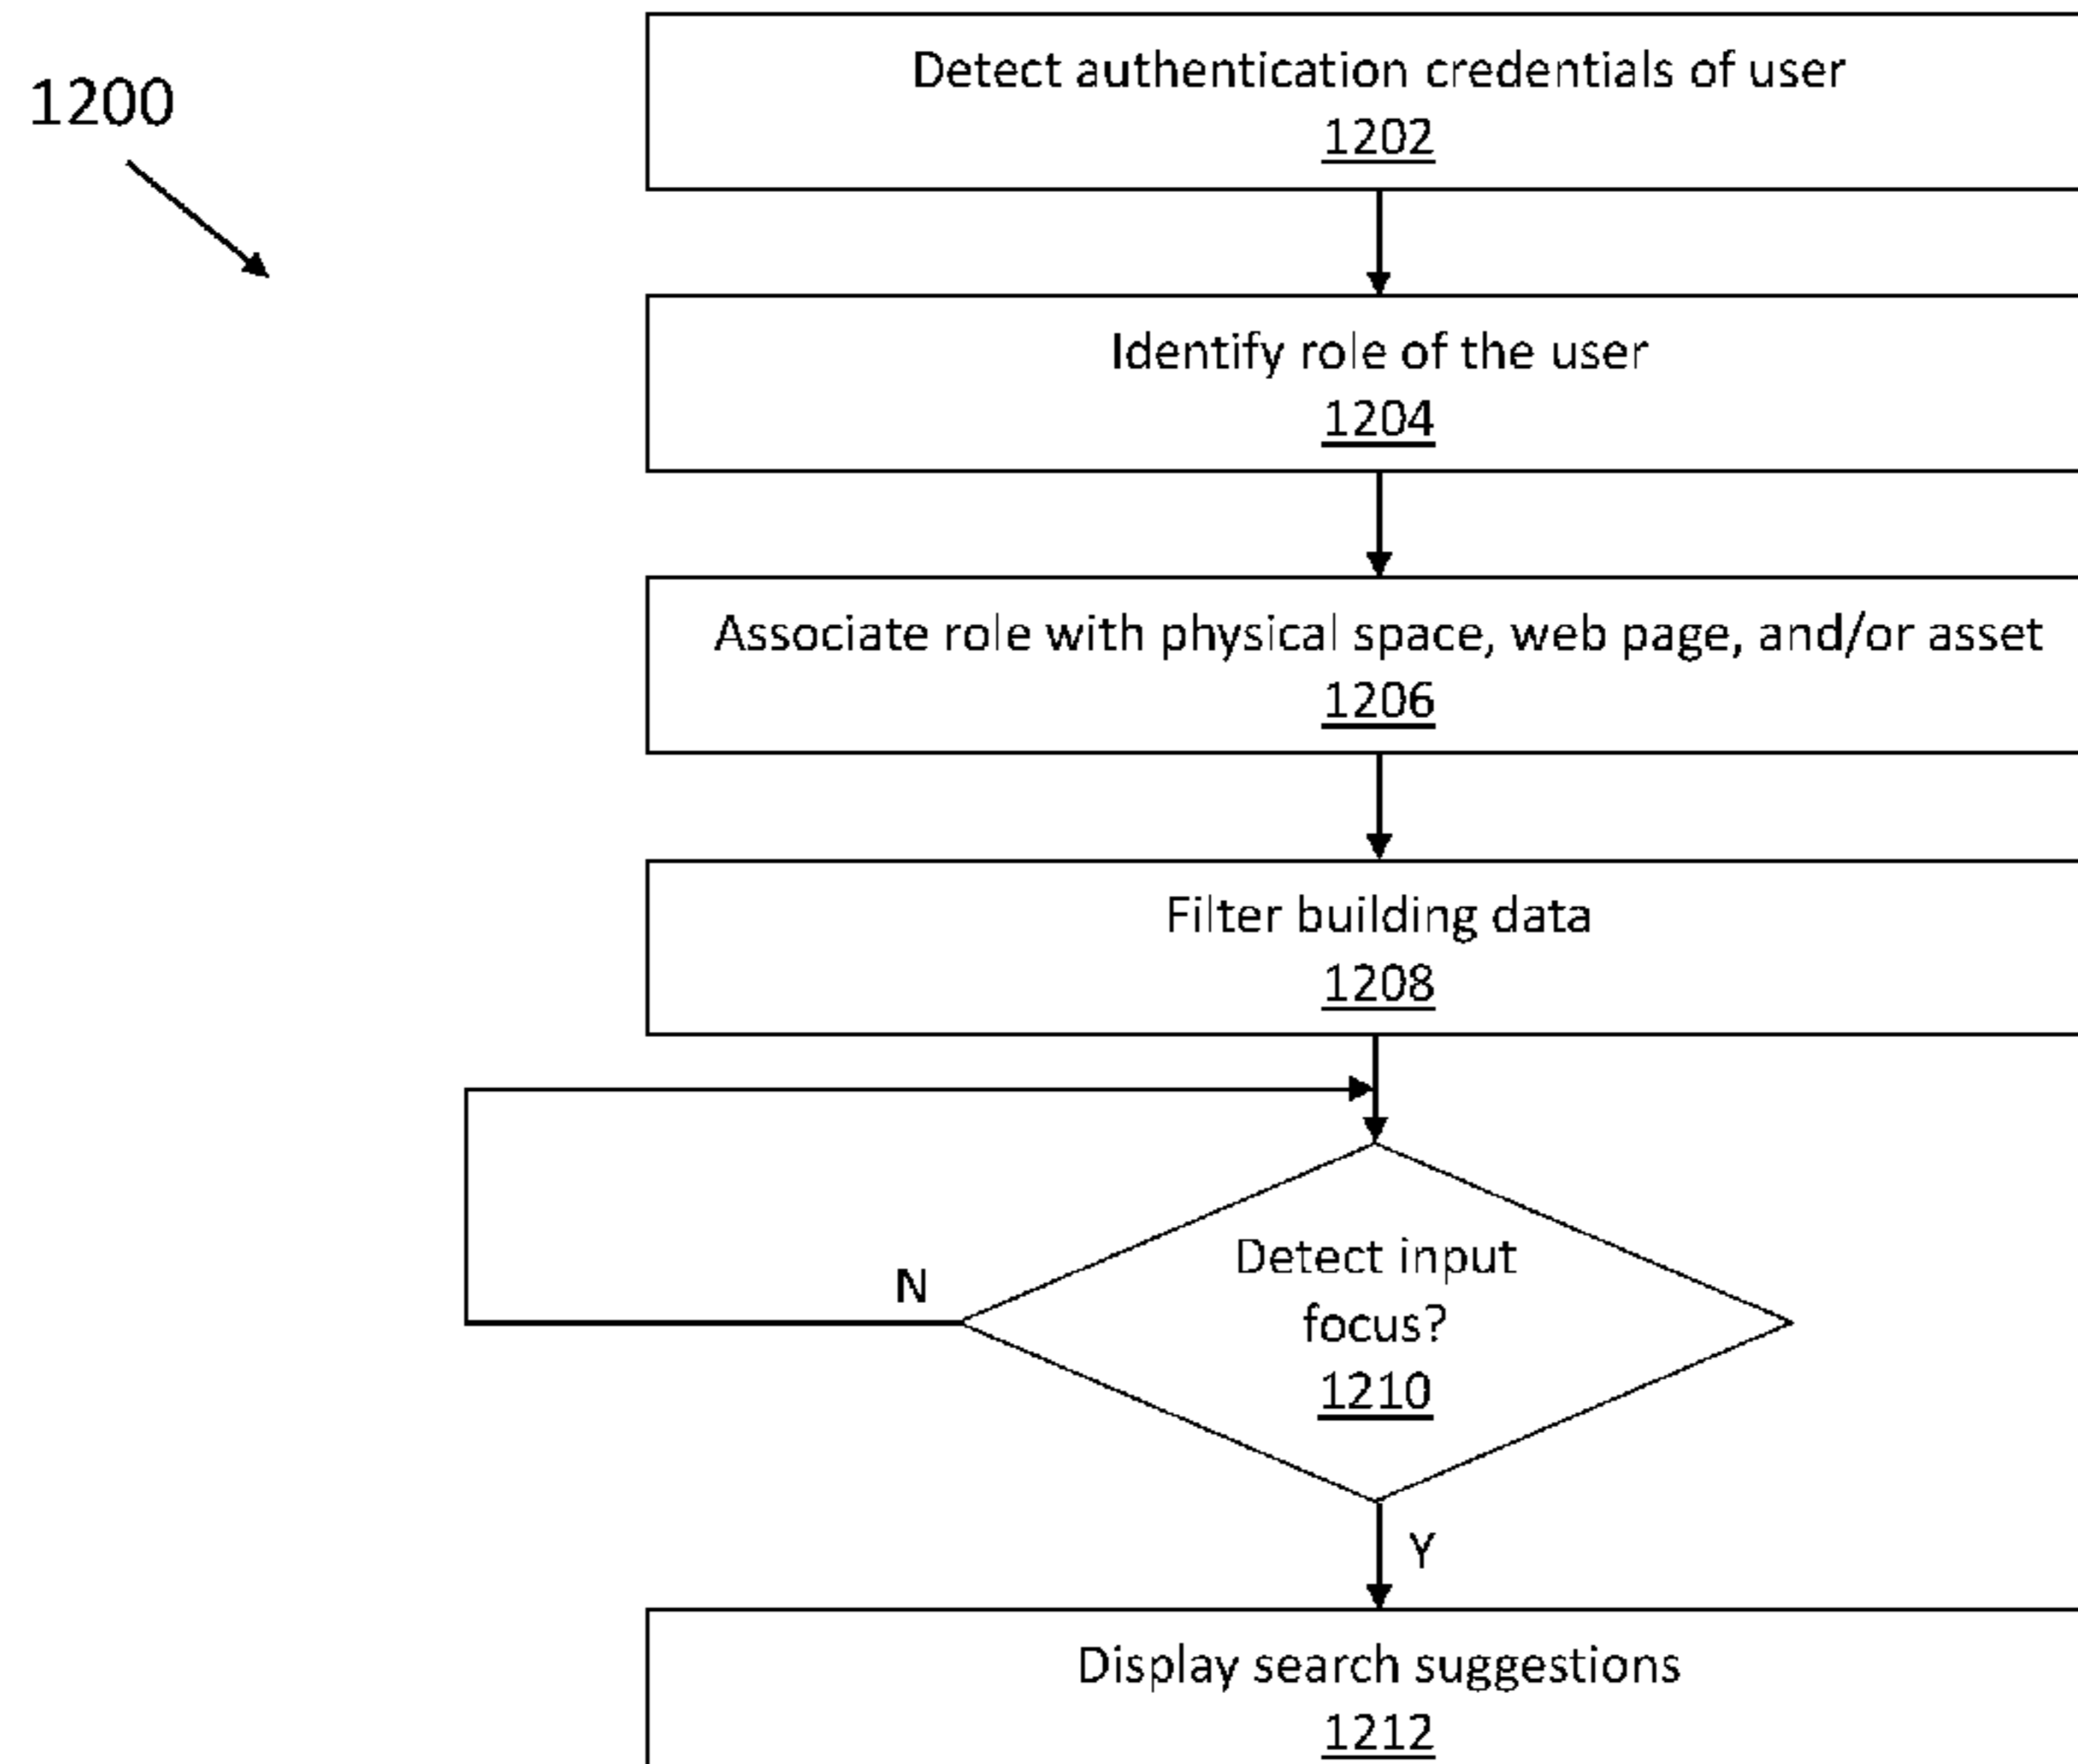 1200
Detect authentication credentials of user
1202
Identify role of the user
1204
Associate role with physical space, web page, and/or asset
1206
Filter building data
1208
Detect input
focus?
1210
N
Y
Display search suggestions
1212